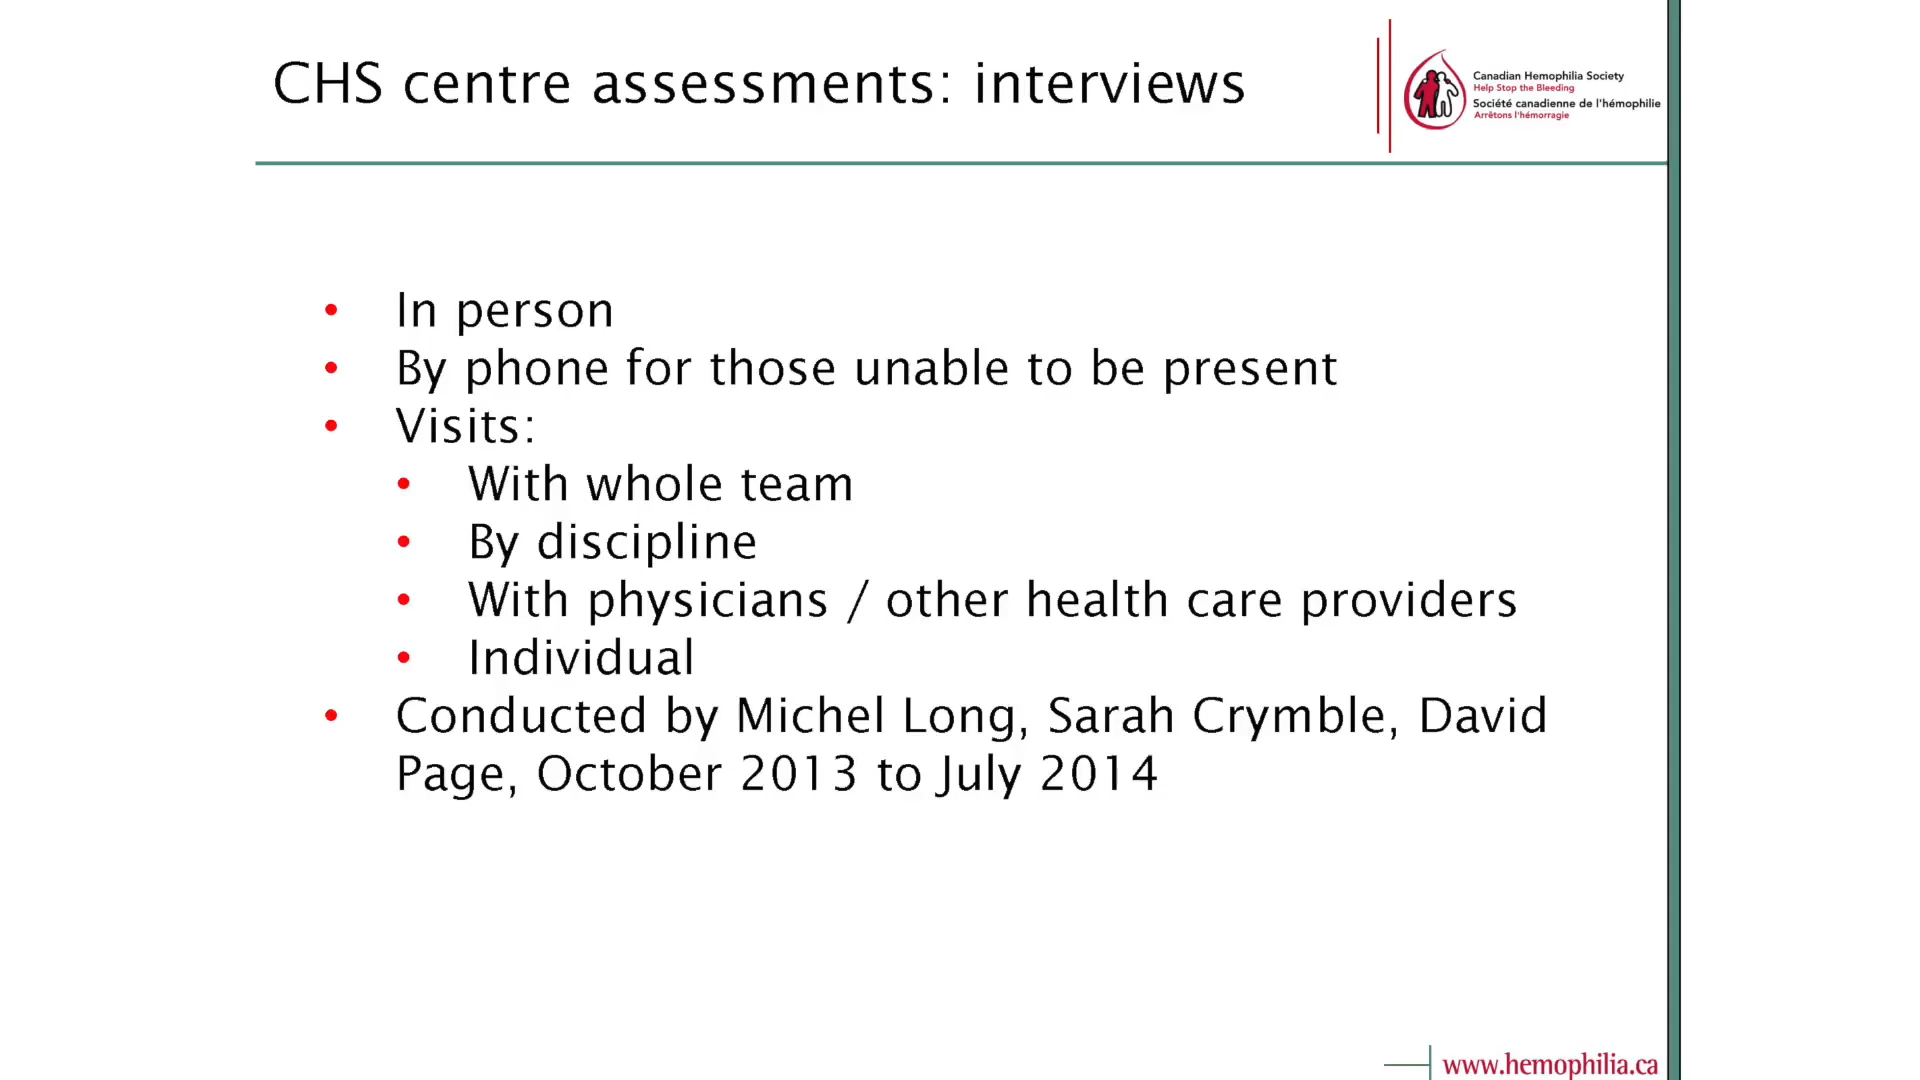 CHS centre assessments: interviews
Canadian Hemophilia Society
Help Stop the Bleeding
Société canadienne de l'hémophilie
Arrêtons l'hémorragie
• In person
• By phone for those unable to be present
• Visits:
• With whole team
• By discipline
• With physicians / other health care providers
• Individual
• Conducted by Michel Long, Sarah Crymble, David
Page, October 2013 to July 2014
www.hemophilia.ca